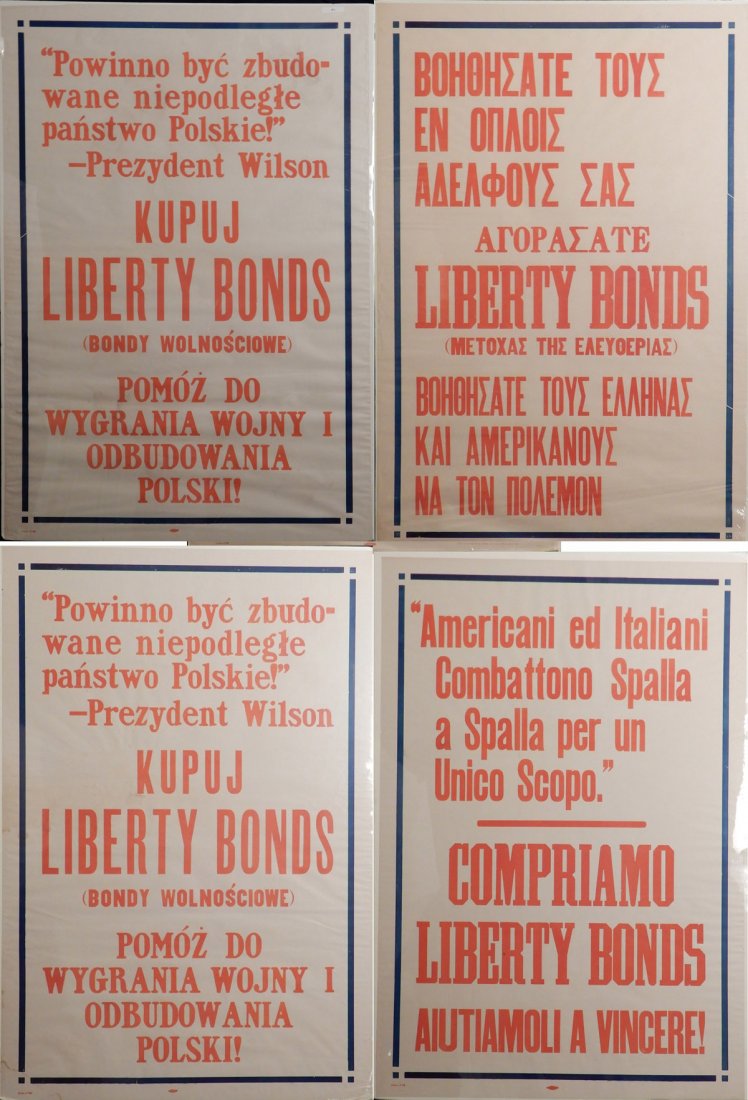 “Powinno być zbudo-
wane niepodległe
państwo Polskie!”
—Prezydent Wilson
KUPUJ
LIBERTY BONDS
(BONDY WOLNOŚCIOWE)
POMÓŻ DO
WYGRANIA WOJNY I
ODBUDOWANIA
POLSKI!
ΒΟΗΘΗΣΑΤΕ ΤΟΥΣ
ΕΝ ΟΠΛΟΙΣ
ΑΔΕΛΦΟΥΣ ΣΑΣ
ΑΓΟΡΑΣΑΤΕ
LIBERTY BONDS
(ΜΕΤΟΧΑΣ ΤΗΣ ΕΛΕΥΘΕΡΙΑΣ)
ΒΟΗΘΗΣΑΤΕ ΤΟΥΣ ΕΛΛΗΝΑΣ
ΚΑΙ ΑΜΕΡΙΚΑΝΟΥΣ
ΝΑ ΤΟΝ ΠΟΛΕΜΟΝ
“Powinno być zbudo-
wane niepodległe
państwo Polskie!”
—Prezydent Wilson
KUPUJ
LIBERTY BONDS
(BONDY WOLNOŚCIOWE)
POMÓŻ DO
WYGRANIA WOJNY I
ODBUDOWANIA
POLSKI!
“Americani ed Italiani
Combattono Spalla
a Spalla per un
Unico Scopo.”
COMPRIAMO
LIBERTY BONDS
AIUTIAMOLI A VINCERE!